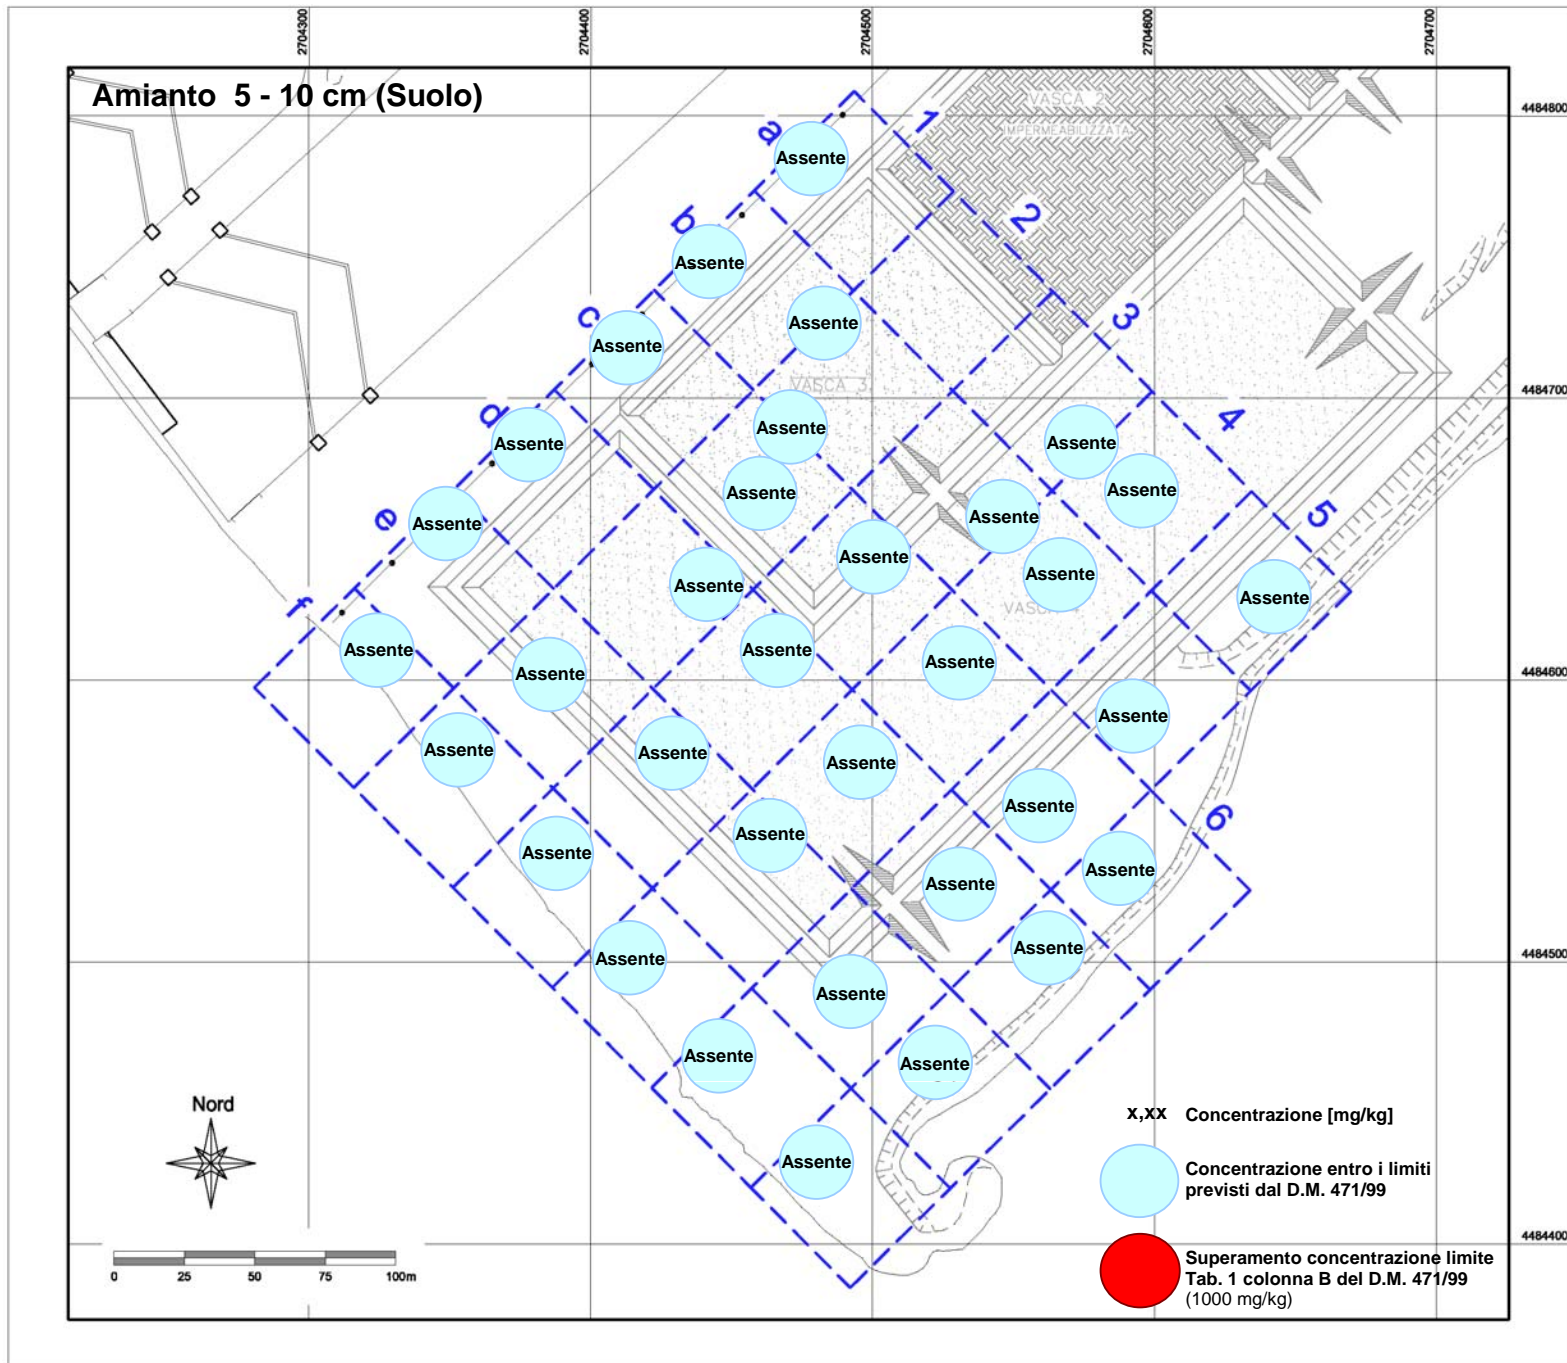 2704300
2704400
2704500
2704600
2704700
Amianto 5 - 10 cm (Suolo)
4484800
4484700
4484600
4484500
4484400
VASCA 2
IMPERMEABILIZZATA
a
1
Assente
b
2
Assente
c
Assente
3
Assente
VASCA 3
d
Assente
Assente
Assente
4
Assente
Assente
e
Assente
Assente
5
Assente
Assente
Assente
f
Assente
Assente
VASC
Assente
Assente
Assente
Assente
Assente
Assente
Assente
Assente
Assente
Assente
6
Assente
Assente
Assente
Assente
Assente
Assente
Assente
Assente
Assente
Assente
Nord
0
25
50
75
100m
x,xx Concentrazione [mg/kg]
Concentrazione entro i limiti
previsti dal D.M. 471/99
Superamento concentrazione limite
Tab. 1 colonna B del D.M. 471/99
(1000 mg/kg)